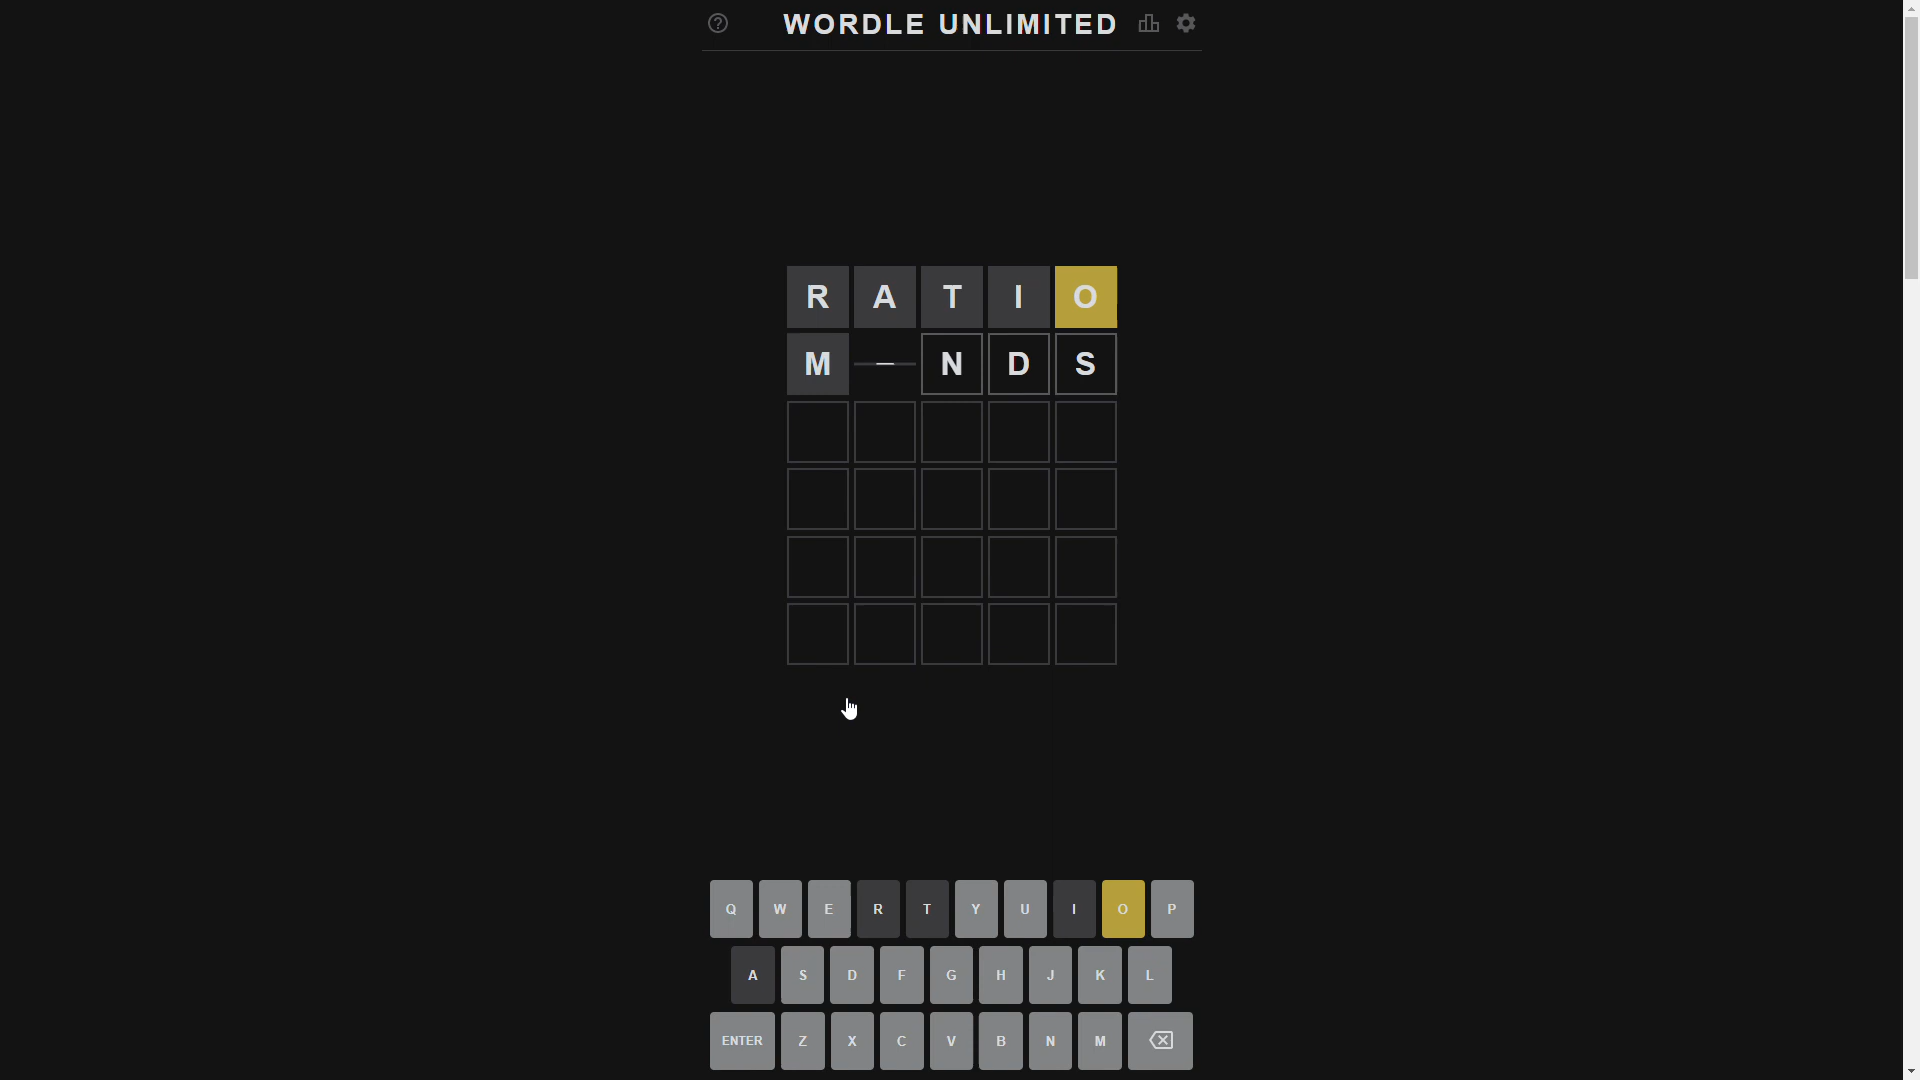 WORDLE UNLIMITED
R A T I O
M N D S
Q W E R T Y U I O P
A S D F G H J K L
ENTER Z X C V B N M